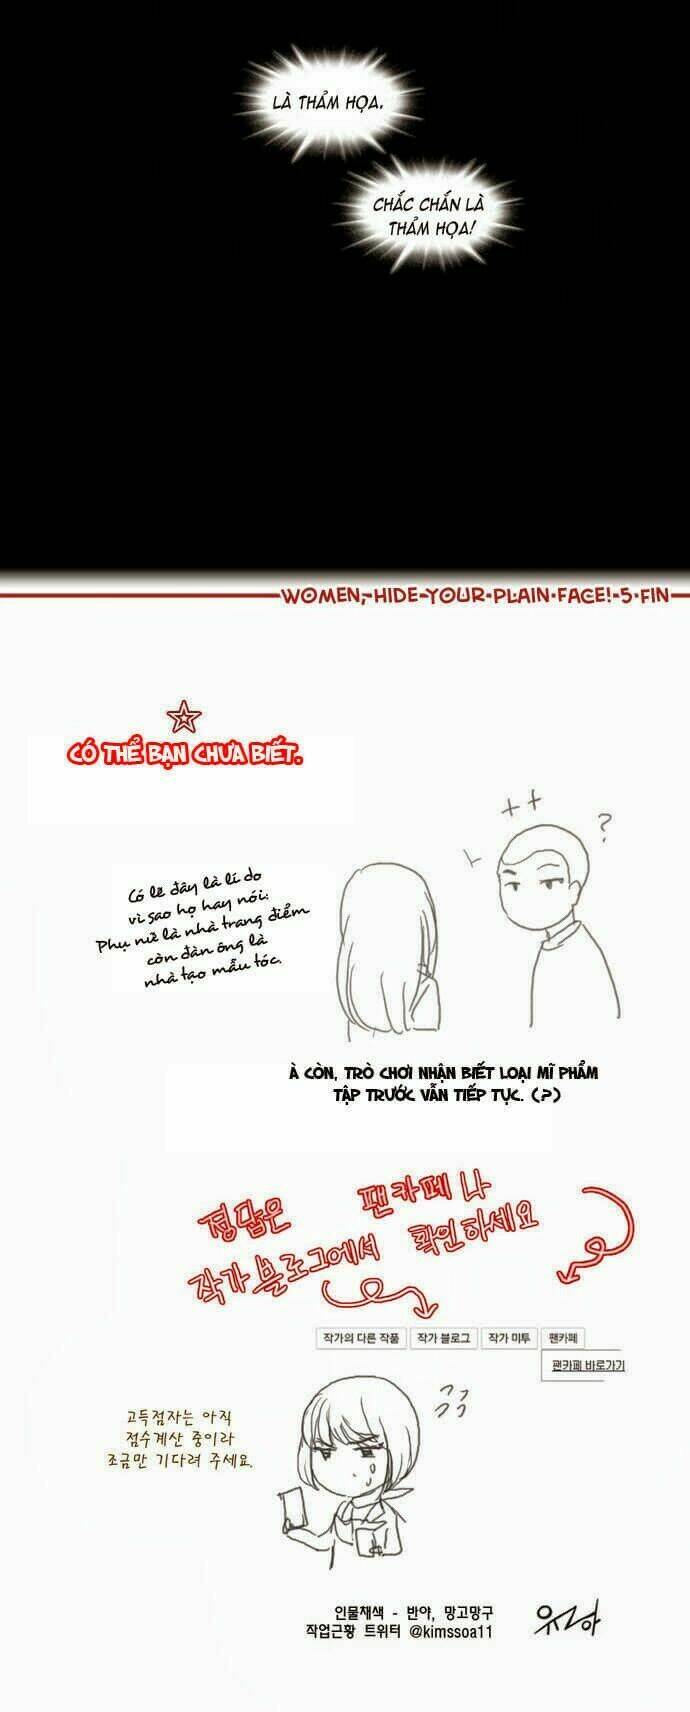 LÀ THẢM HỌA.
CHẮC CHẮN LÀ
THẢM HỌA!
WOMEN, HIDE YOUR PLAIN FACE! 5 FIN
CÓ THỂ BẠN CHƯA BIẾT.
?
Có lẽ đây là lí do
vì sao họ hay nói:
Phụ nữ là nhà trang điểm
còn đàn ông là
nhà tạo mẫu tóc.
À CÒN, TRÒ CHƠI NHẬN BIẾT LOẠI MĨ PHẨM
TẬP TRƯỚC VẪN TIẾP TỤC. (?)
정답은 팬카페나
작가블로그에서 확인하세요
작가의 다른 작품 작가 블로그 작가 미투 팬카페
팬카페 바로가기
고득점자는 아직
점수계산 중이라
조금만 기다려 주세요.
인물채색 - 반야, 망고망구
작업근황 트위터 @kimssoa11